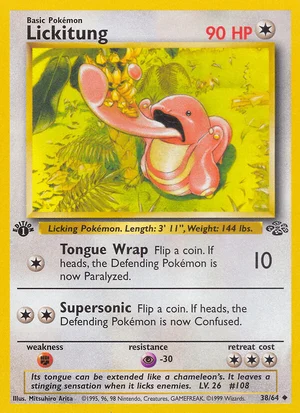 Basic Pokémon
Lickitung
90 HP
EDITION
1
Licking Pokémon. Length: 3' 11", Weight: 144 lbs.
Tongue Wrap Flip a coin. If
heads, the Defending Pokémon is
now Paralyzed.
10
Supersonic Flip a coin. If heads, the
Defending Pokémon is now Confused.
weakness
resistance
retreat cost
-30
Its tongue can be extended like a chameleon's. It leaves a
stinging sensation when it licks enemies. LV. 26 #108
Illus. Mitsuhiro Arita
©1995, 96, 98 Nintendo, Creatures, GAMEFREAK. ©1999 Wizards.
38/64